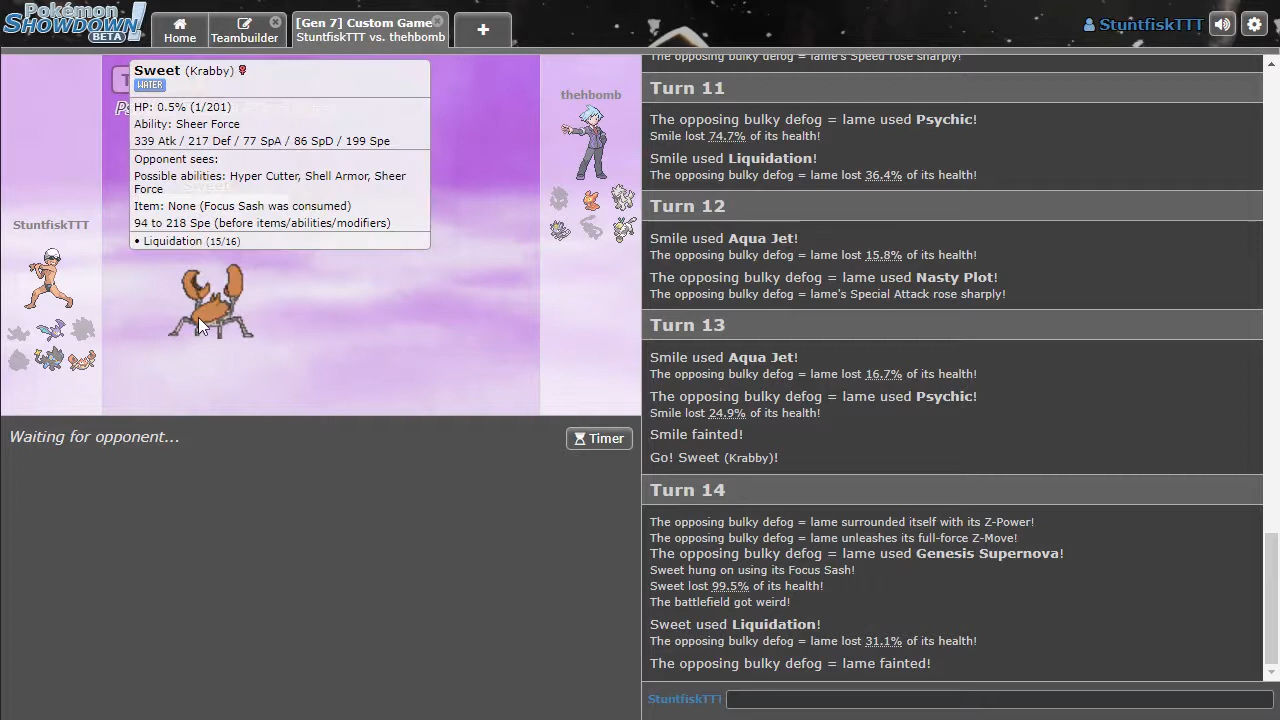 Pokémon
SHOWDOWN!
BETA
Home
Teambuilder
[Gen 7] Custom Game
StuntfiskTTT vs. thehbomb
StuntfiskTTT
Sweet (Krabby)
WATER
HP: 0.5% (1/201)
Ability: Sheer Force
339 Atk / 217 Def / 77 SpA / 86 SpD / 199 Spe
Opponent sees:
Possible abilities: Hyper Cutter, Shell Armor, Sheer
Force
Item: None (Focus Sash was consumed)
94 to 218 Spe (before items/abilities/modifiers)
• Liquidation (15/16)
StuntfiskTTT
thehbomb
Waiting for opponent...
Timer
The opposing bulky defog = lame's Speed rose sharply!
Turn 11
The opposing bulky defog = lame used Psychic!
Smile lost 74.7% of its health!
Smile used Liquidation!
The opposing bulky defog = lame lost 36.4% of its health!
Turn 12
Smile used Aqua Jet!
The opposing bulky defog = lame lost 15.8% of its health!
The opposing bulky defog = lame used Nasty Plot!
The opposing bulky defog = lame's Special Attack rose sharply!
Turn 13
Smile used Aqua Jet!
The opposing bulky defog = lame lost 16.7% of its health!
The opposing bulky defog = lame used Psychic!
Smile lost 24.9% of its health!
Smile fainted!
Go! Sweet (Krabby)!
Turn 14
The opposing bulky defog = lame surrounded itself with its Z-Power!
The opposing bulky defog = lame unleashes its full-force Z-Move!
The opposing bulky defog = lame used Genesis Supernova!
Sweet hung on using its Focus Sash!
Sweet lost 99.5% of its health!
The battlefield got weird!
Sweet used Liquidation!
The opposing bulky defog = lame lost 31.1% of its health!
The opposing bulky defog = lame fainted!
StuntfiskTTT